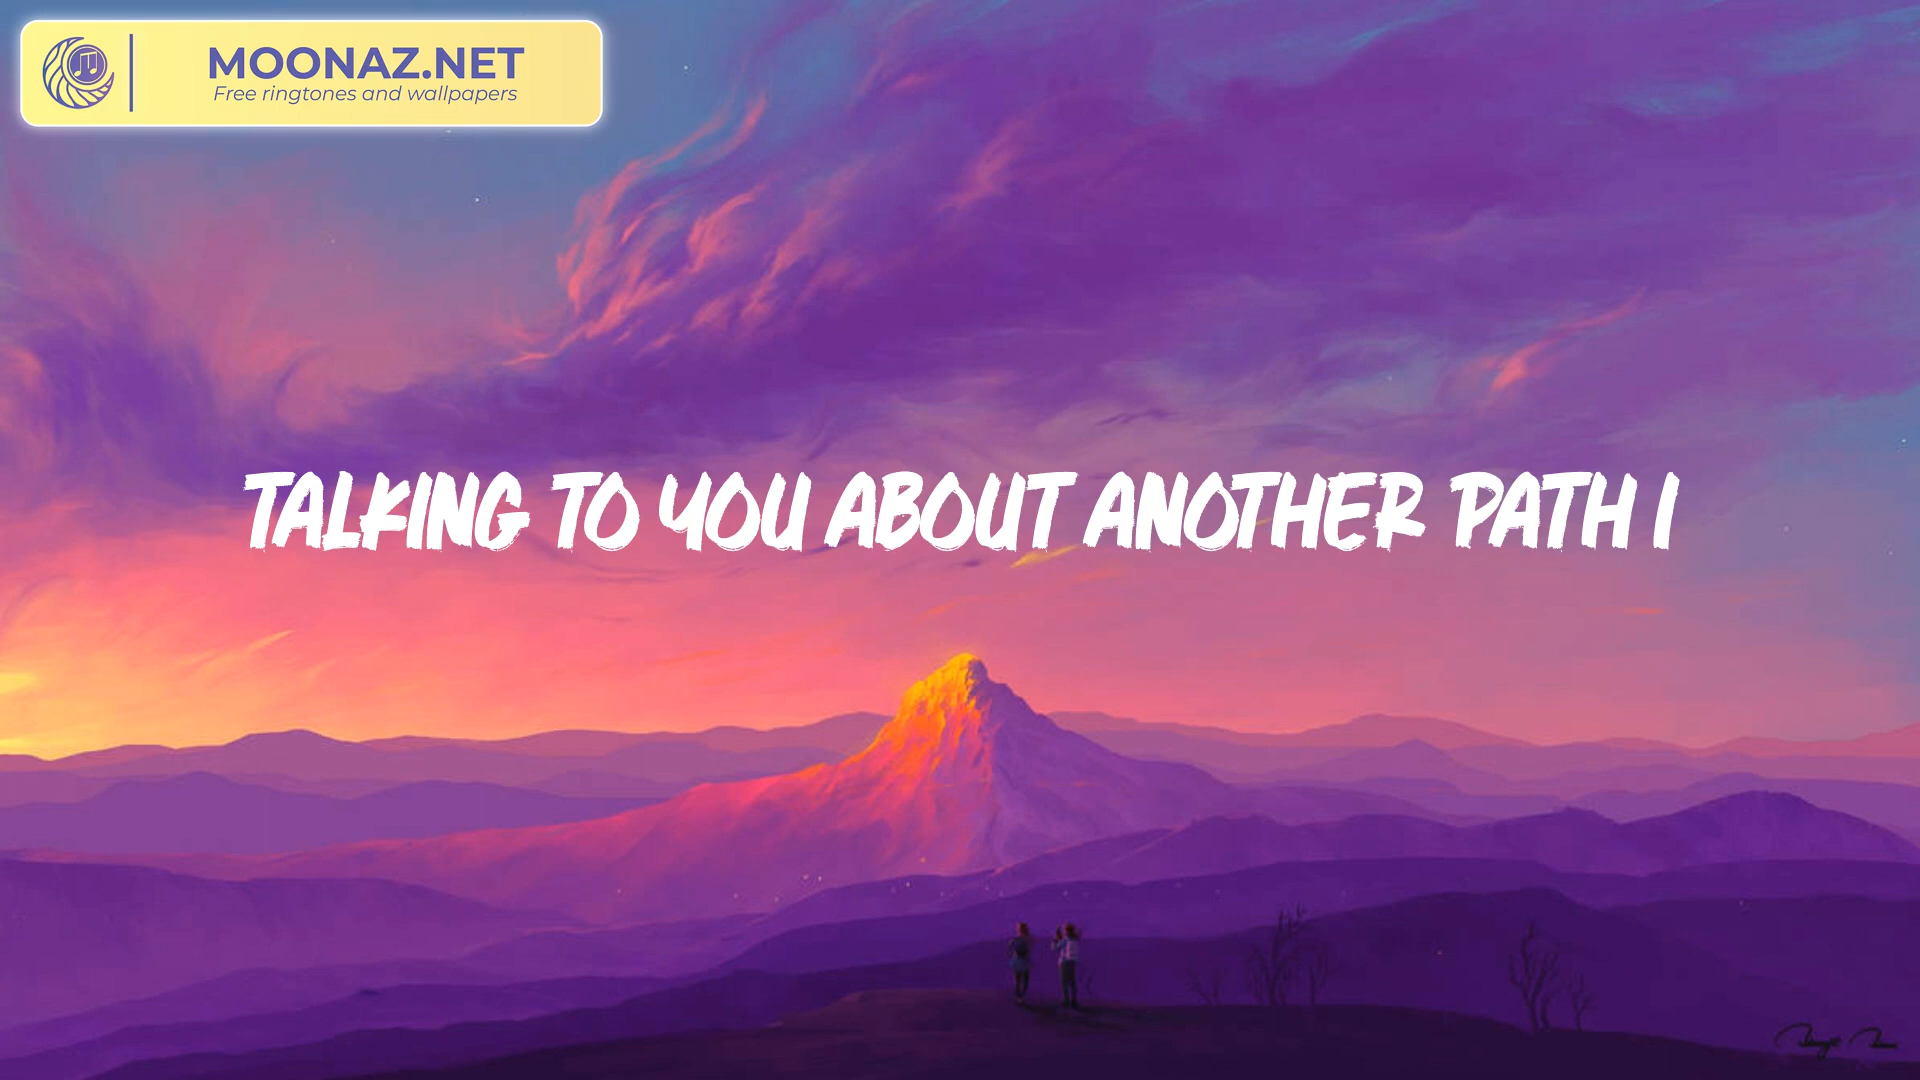 MOONAZ.NET
Free ringtones and wallpapers
TALKING TO YOU ABOUT ANOTHER PATH I